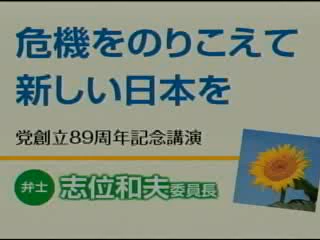 危機をのりこえて
新しい日本を
党創立89周年記念講演
弁士 志位和夫委員長